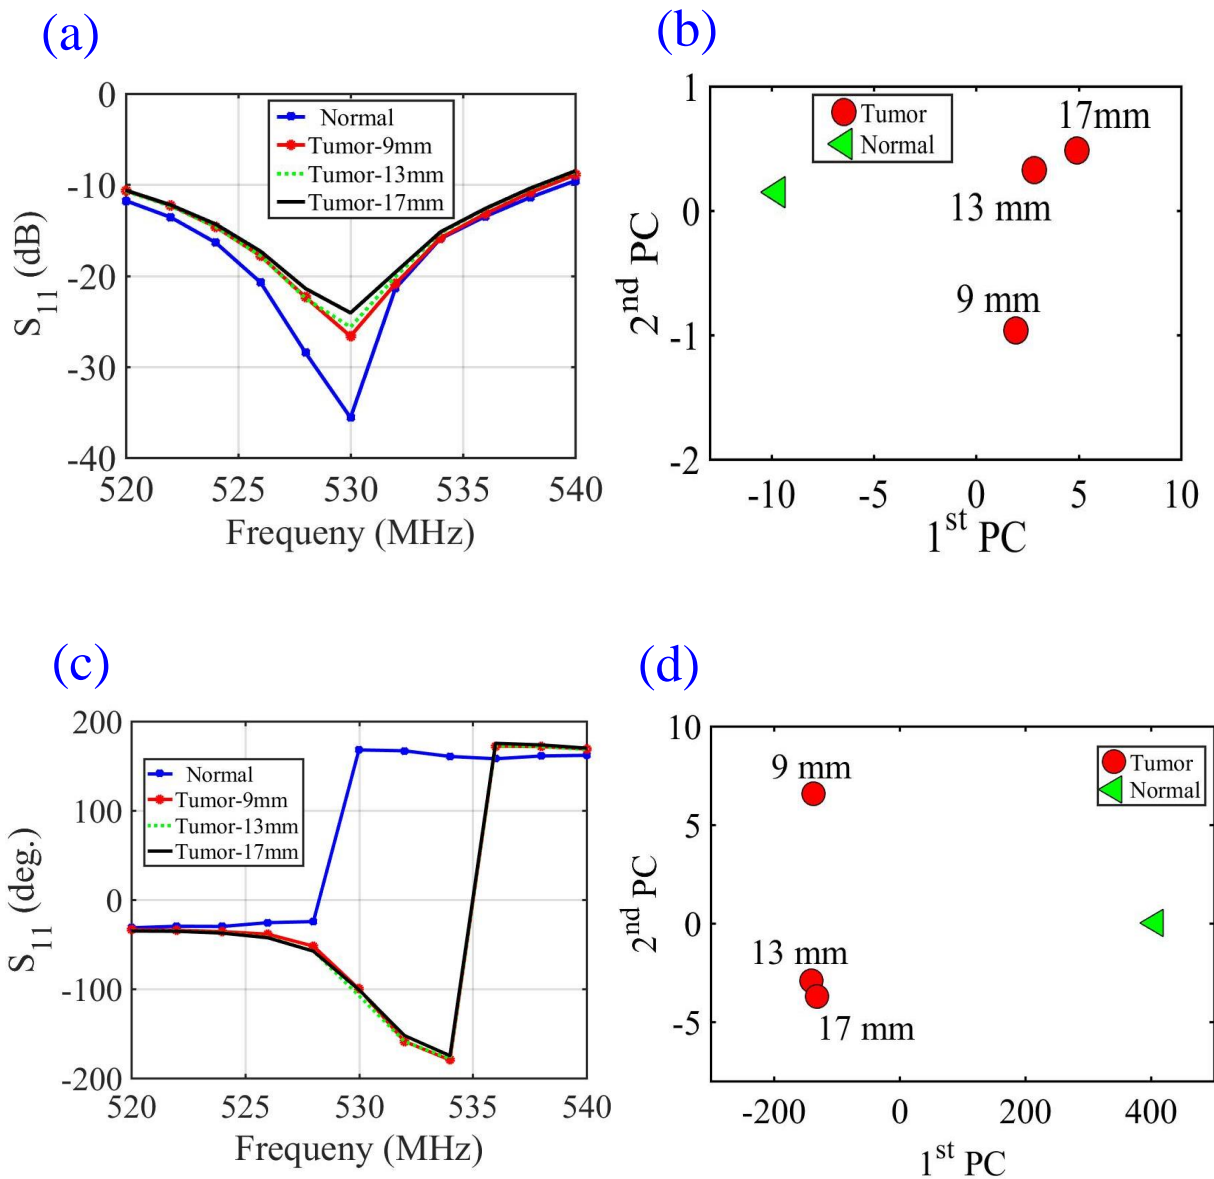 (a)
0
-10
-20
-30
-40
S11 (dB)
520 525 530 535 540
Frequeny (MHz)
Normal
Tumor-9mm
Tumor-13mm
Tumor-17mm
(b)
1
0
-1
-2
2nd PC
-10 -5 0 5 10
1st PC
Tumor
Normal
17mm
13 mm
9 mm
(c)
200
100
0
-100
-200
S11 (deg.)
520 525 530 535 540
Frequeny (MHz)
Normal
Tumor-9mm
Tumor-13mm
Tumor-17mm
(d)
10
5
0
-5
2nd PC
-200 0 200 400
1st PC
Tumor
Normal
9 mm
13 mm
17 mm